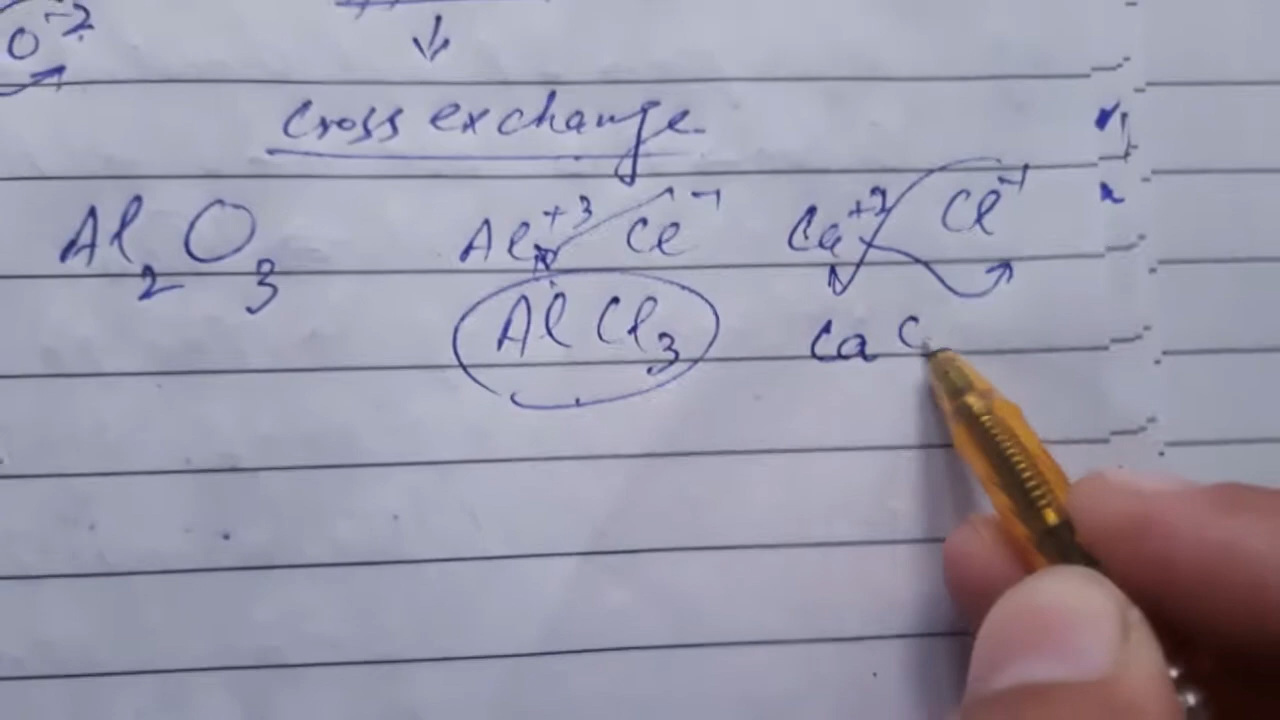 O⁻²
Cross exchange
Al₂O₃ Al⁺³ Cl⁻¹ Ca⁺² Cl⁻¹
AlCl₃ CaC